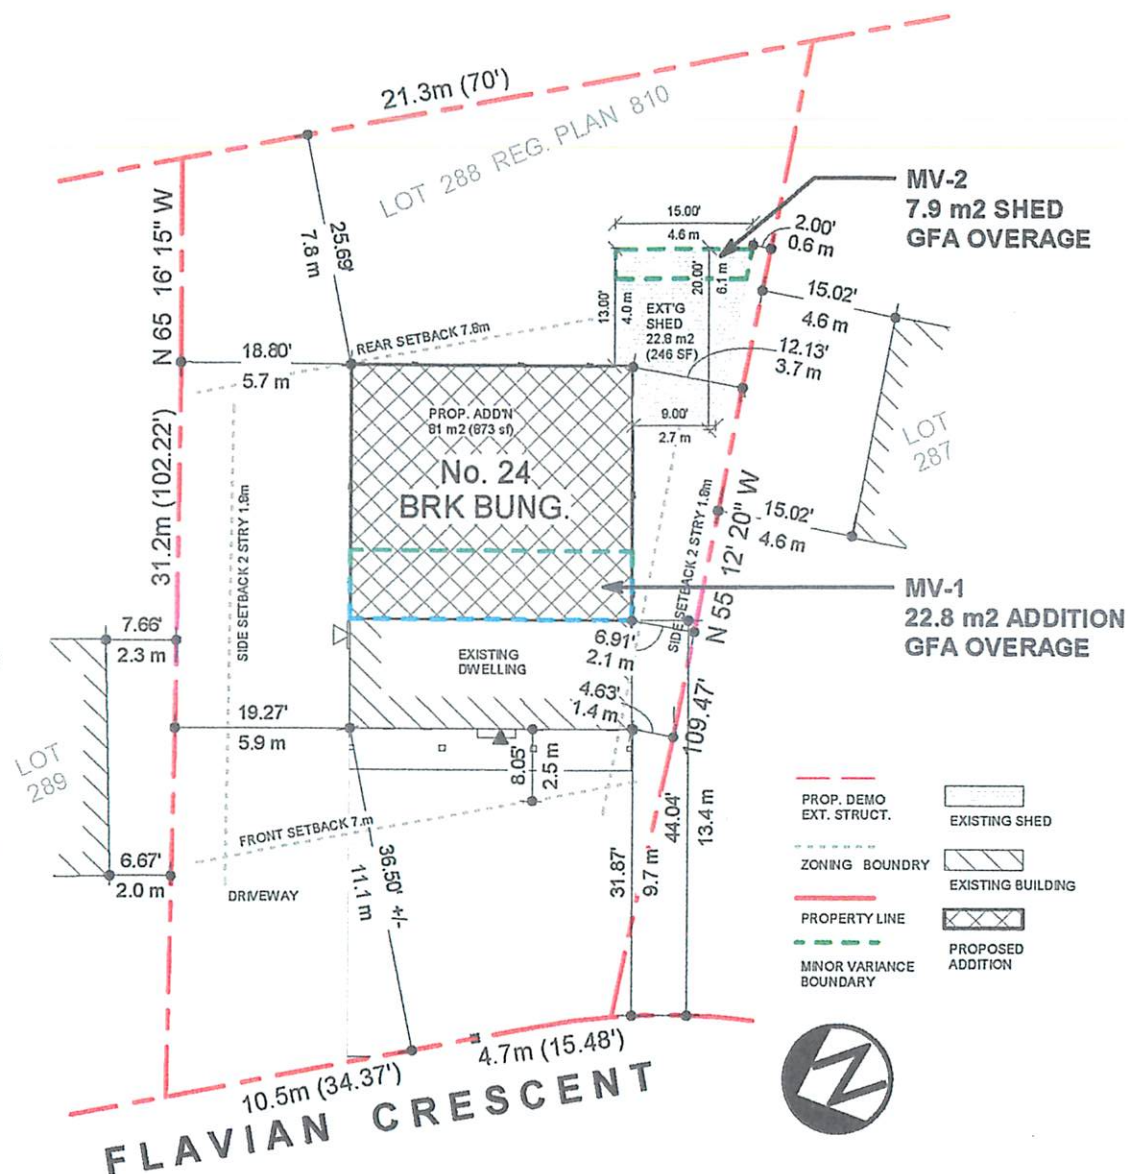 21.3m (70')
LOT 288 REG. PLAN 810
MV-2
7.9 m2 SHED
GFA OVERAGE
15.00'
4.6 m
2.00'
0.6 m
N 65 16' 15" W
25.69'
7.8 m
13.00'
4.0 m
20.00'
6.1 m
EXT'G
SHED
22.8 m2
(246 SF)
15.02'
4.6 m
12.13'
3.7 m
REAR SETBACK 7.8m
18.80'
5.7 m
9.00'
2.7 m
LOT
287
PROP. ADD'N
81 m2 (873 sf)
No. 24
BRK BUNG.
31.2m (102.22')
SIDE SETBACK 2 STRY 1.8m
SIDE SETBACK 2 STRY 1.8m
N 55 12' 20" W
15.02'
4.6 m
MV-1
22.8 m2 ADDITION
GFA OVERAGE
7.66'
2.3 m
6.91'
2.1 m
EXISTING
DWELLING
4.63'
1.4 m
109.47'
19.27'
5.9 m
8.05'
2.5 m
LOT
289
FRONT SETBACK 7.m
6.67'
2.0 m
DRIVEWAY
36.50' +/-
11.1 m
31.87'
9.7 m'
44.04'
13.4 m
PROP. DEMO
EXT. STRUCT.
EXISTING SHED
ZONING BOUNDRY
EXISTING BUILDING
PROPERTY LINE
MINOR VARIANCE
BOUNDARY
PROPOSED
ADDITION
4.7m (15.48')
10.5m (34.37')
FLAVIAN CRESCENT
N